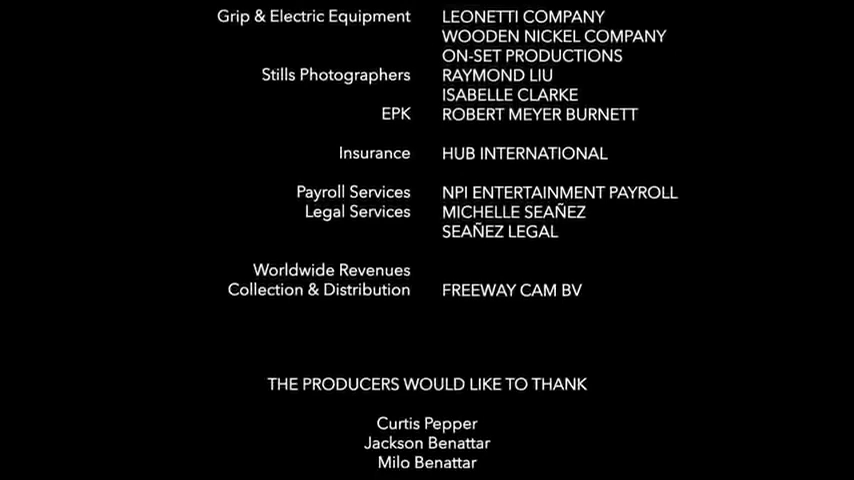 Grip & Electric Equipment LEONETTI COMPANY
WOODEN NICKEL COMPANY
ON-SET PRODUCTIONS
Stills Photographers RAYMOND LIU
ISABELLE CLARKE
EPK ROBERT MEYER BURNETT
Insurance HUB INTERNATIONAL
Payroll Services NPI ENTERTAINMENT PAYROLL
Legal Services MICHELLE SEAÑEZ
SEAÑEZ LEGAL
Worldwide Revenues
Collection & Distribution FREEWAY CAM BV
THE PRODUCERS WOULD LIKE TO THANK
Curtis Pepper
Jackson Benattar
Milo Benattar